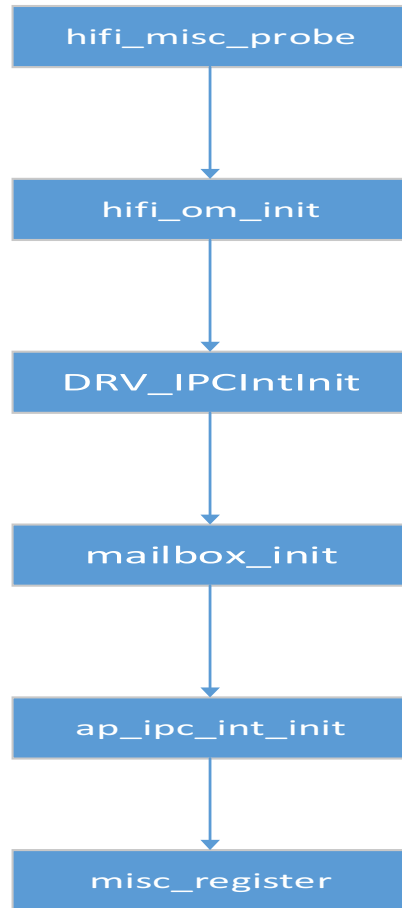 hifi_misc_probe
hifi_om_init
DRV_IPCIntInit
mailbox_init
ap_ipc_int_init
misc_register